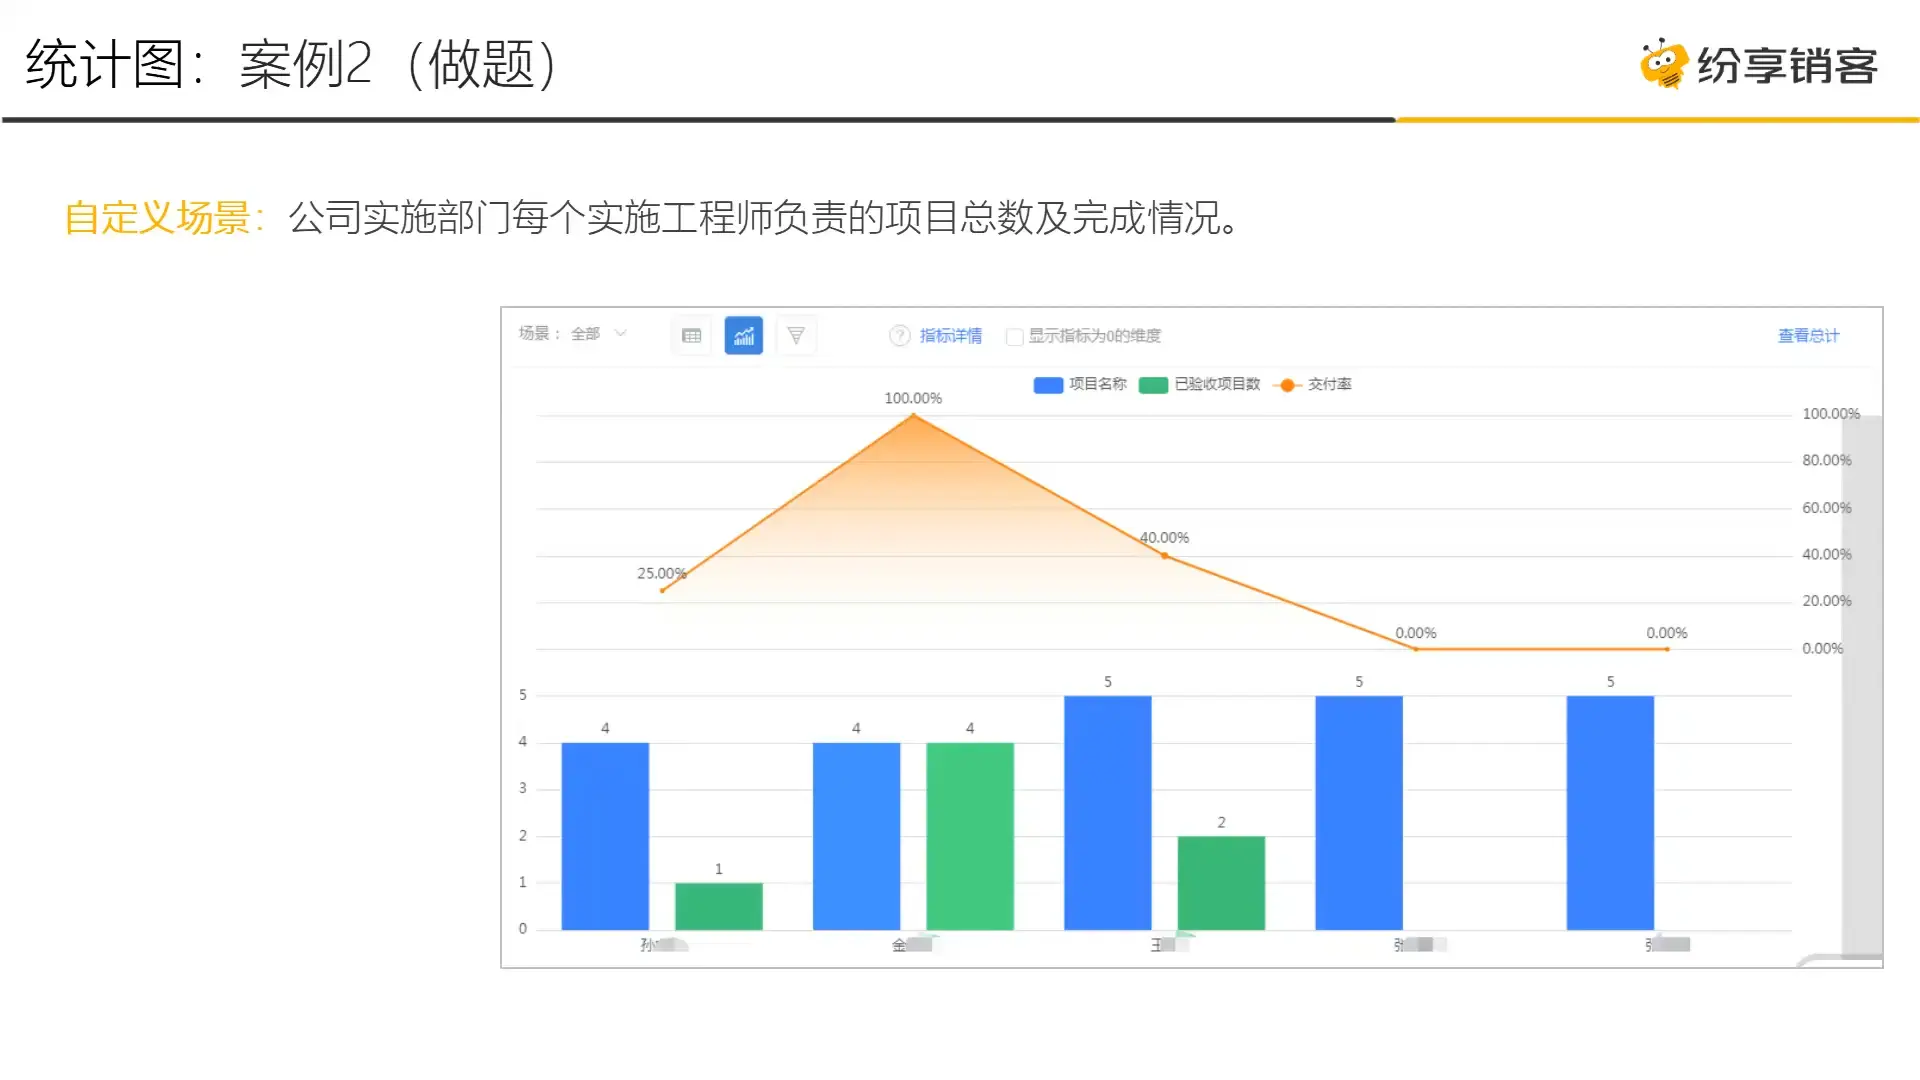 统计图：案例2（做题）
纷享销客
自定义场景：公司实施部门每个实施工程师负责的项目总数及完成情况。
场景： 全部
? 指标详情 显示指标为0的维度
查看总计
项目名称 已验收项目数 交付率
100.00%
100.00%
80.00%
60.00%
40.00%
40.00%
25.00%
20.00%
0.00%
0.00%
0.00%
5 5 5
5
4 4 4
4
3
2
2
1
1
0
孙 金 王 张